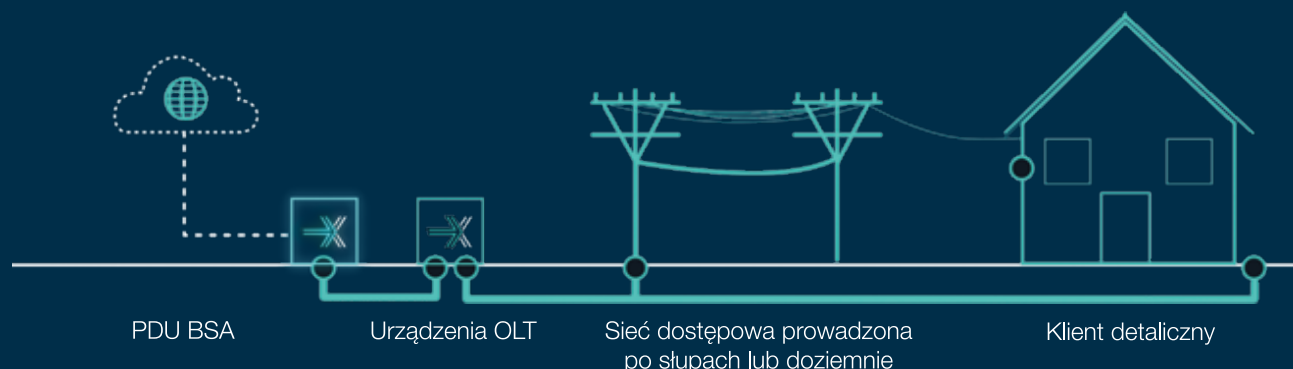 PDU BSA
Urządzenia OLT
Sieć dostępowa prowadzona
po słupach lub doziemnie
Klient detaliczny